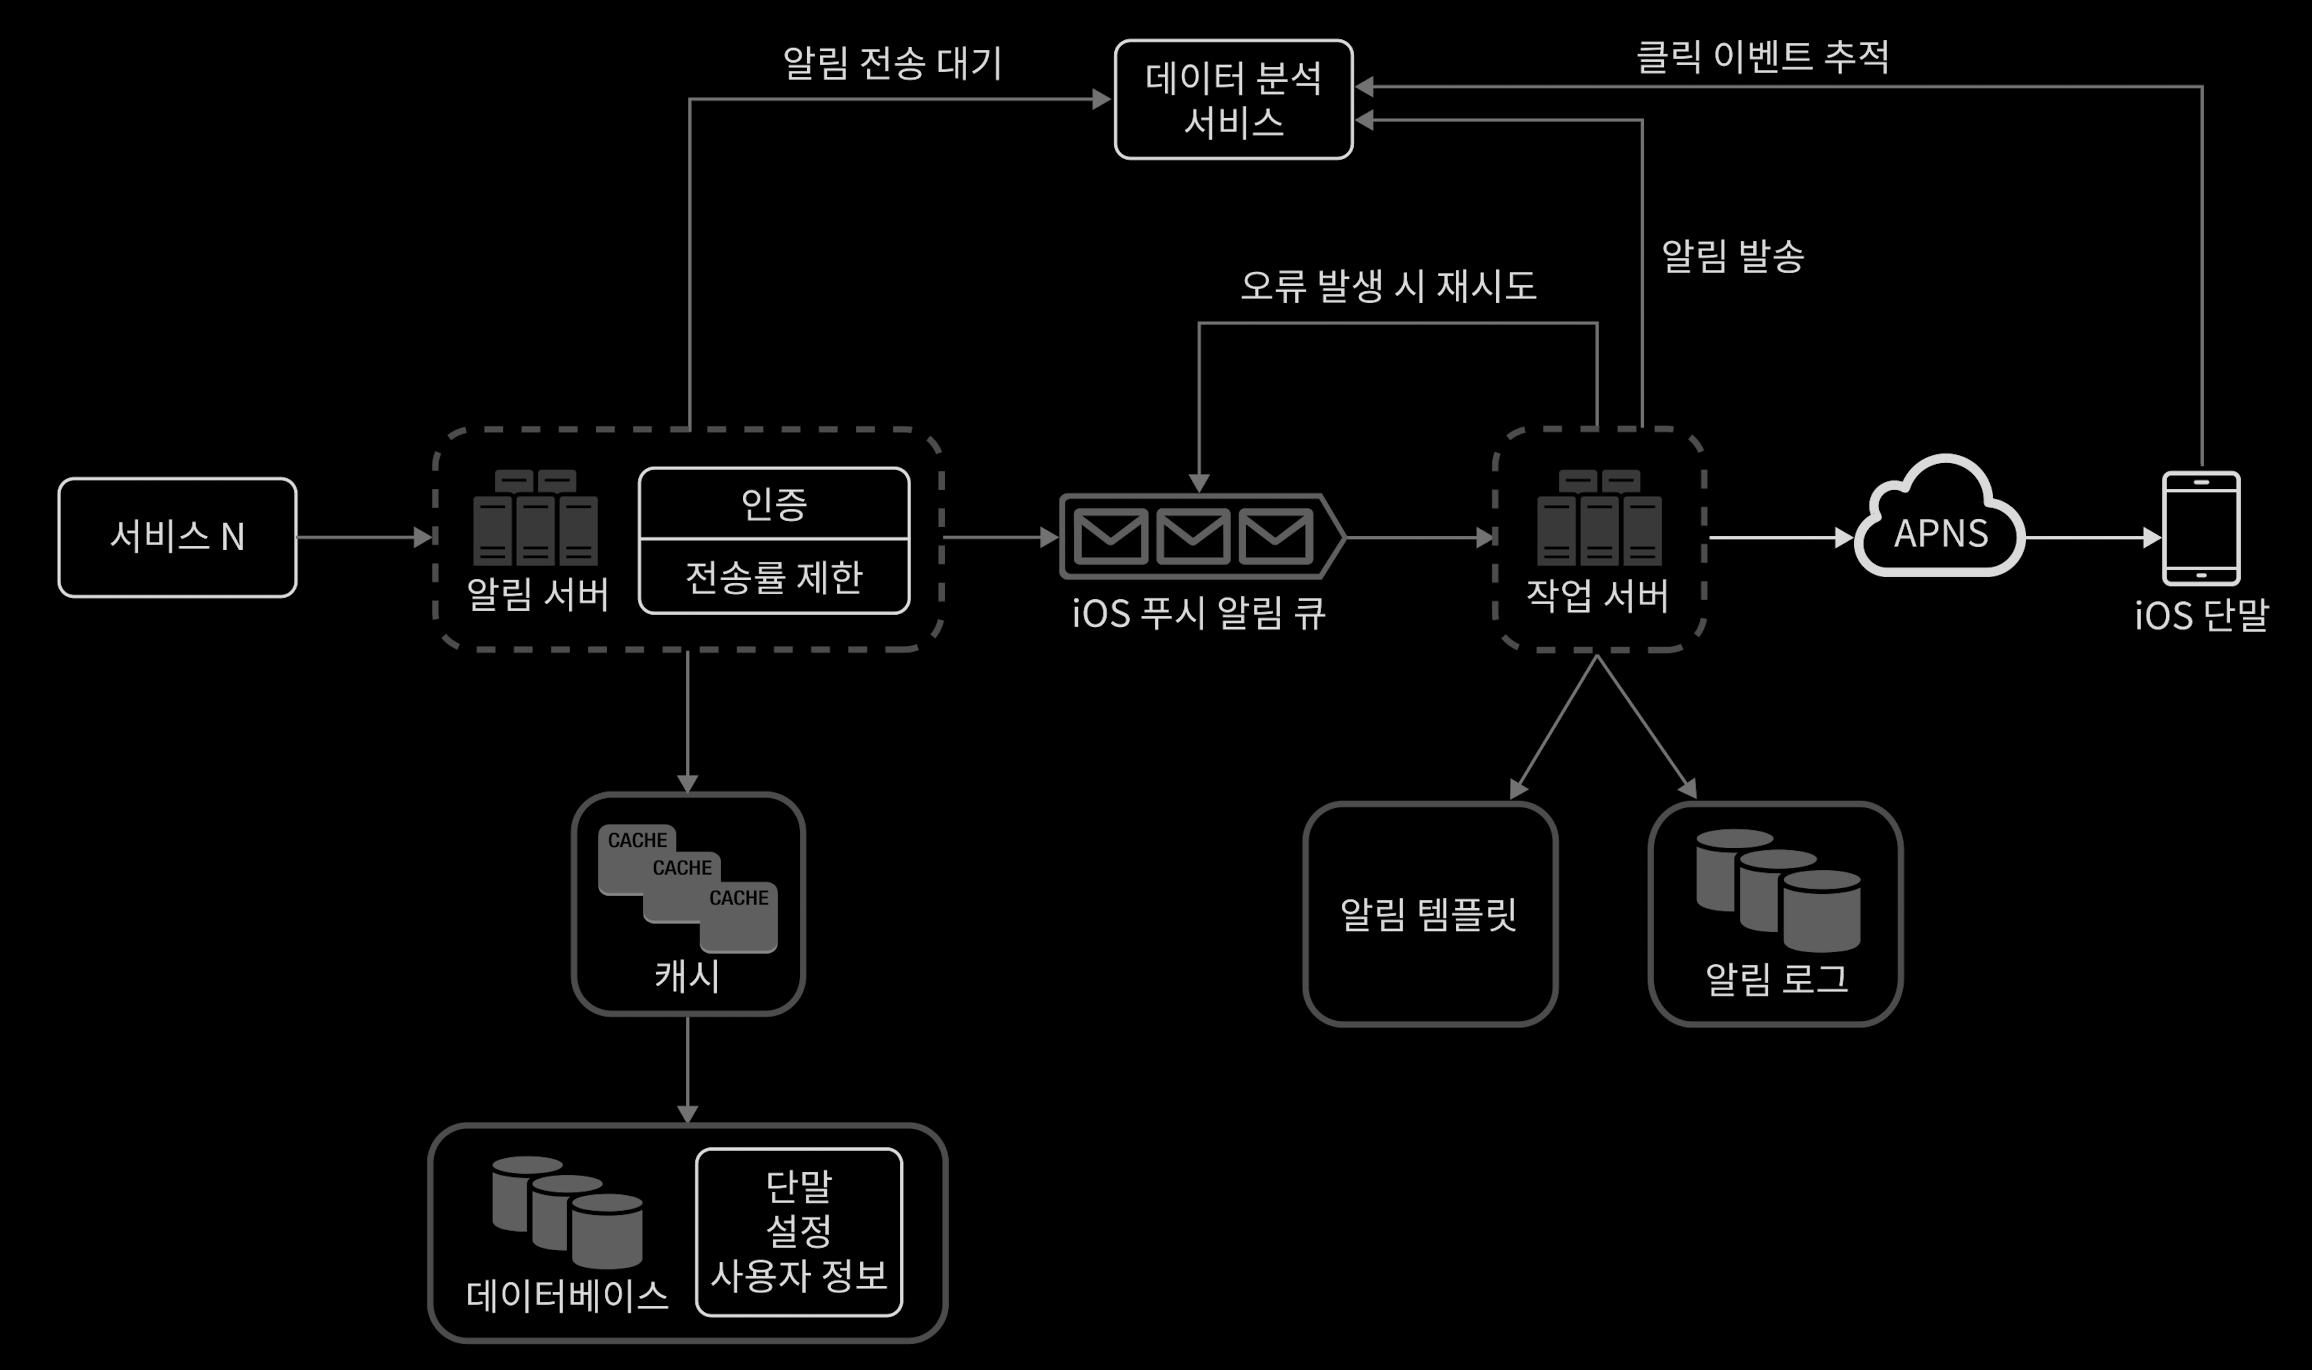 알림 전송 대기
데이터 분석
서비스
클릭 이벤트 추적
알림 발송
오류 발생 시 재시도
서비스 N
알림 서버
인증
전송률 제한
iOS 푸시 알림 큐
작업 서버
APNS
iOS 단말
CACHE
CACHE
CACHE
캐시
알림 템플릿
알림 로그
데이터베이스
단말
설정
사용자 정보